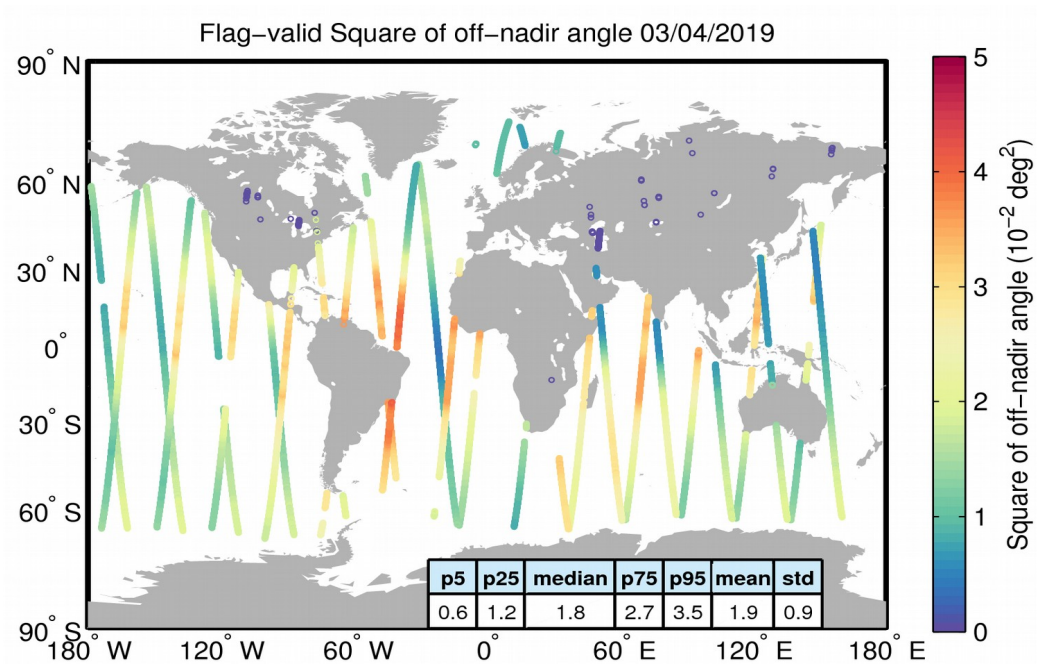 Flag−valid Square of off−nadir angle 03/04/2019
90° N
60° N
30° N
0°
30° S
60° S
90° S
180° W
120° W
60° W
0°
60° E
120° E
180° E
p5 p25 median p75 p95 mean std
0.6 1.2 1.8 2.7 3.5 1.9 0.9
5
4
3
2
1
0
Square of off−nadir angle (10⁻² deg²)